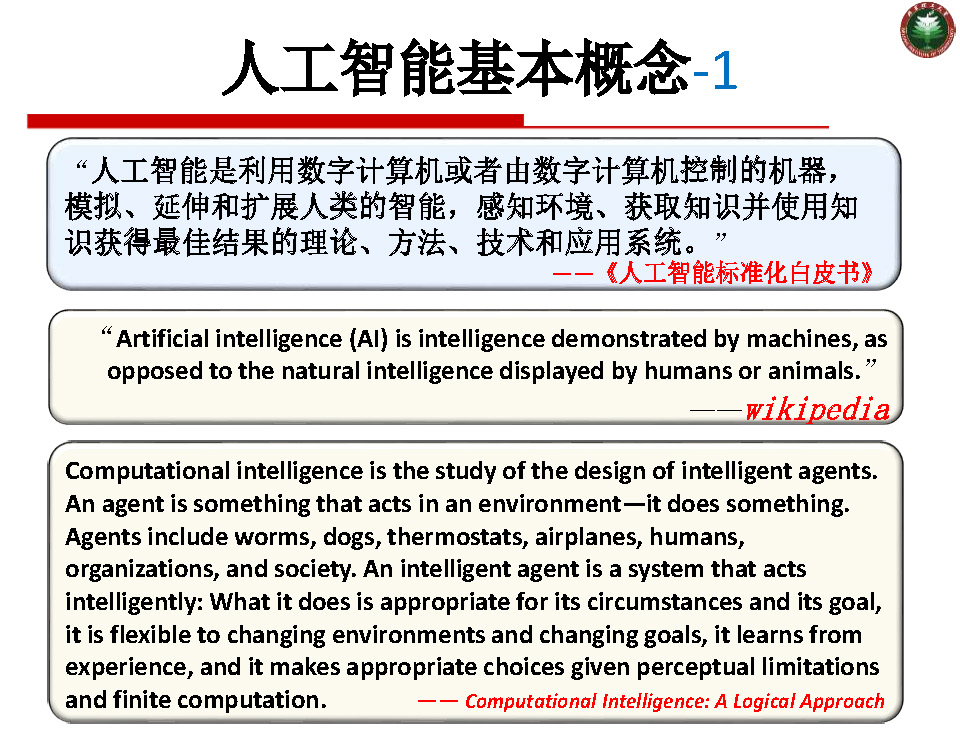 人工智能基本概念-1
“人工智能是利用数字计算机或者由数字计算机控制的机器，
模拟、延伸和扩展人类的智能，感知环境、获取知识并使用知
识获得最佳结果的理论、方法、技术和应用系统。”
——《人工智能标准化白皮书》
“Artificial intelligence (AI) is intelligence demonstrated by machines, as
opposed to the natural intelligence displayed by humans or animals.”
——wikipedia
Computational intelligence is the study of the design of intelligent agents.
An agent is something that acts in an environment—it does something.
Agents include worms, dogs, thermostats, airplanes, humans,
organizations, and society. An intelligent agent is a system that acts
intelligently: What it does is appropriate for its circumstances and its goal,
it is flexible to changing environments and changing goals, it learns from
experience, and it makes appropriate choices given perceptual limitations
and finite computation. —— Computational Intelligence: A Logical Approach